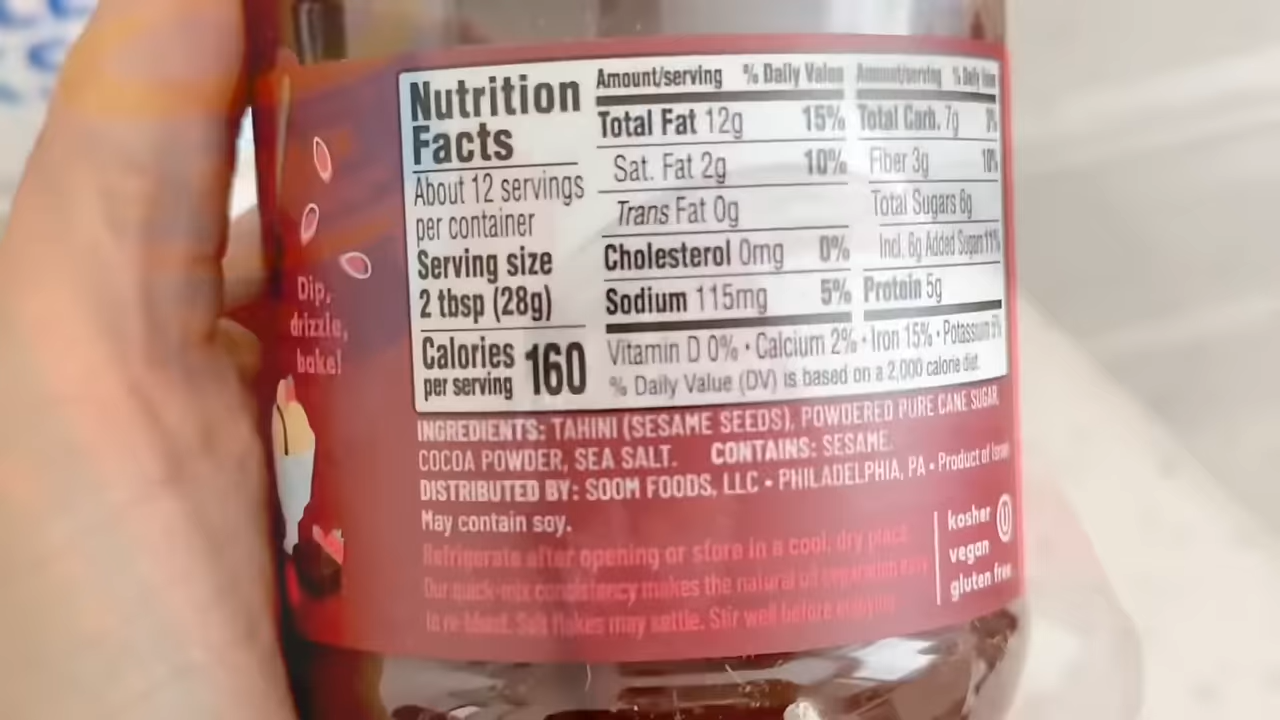 Nutrition
Facts
About 12 servings
per container
Serving size
2 tbsp (28g)
Calories
per serving 160
Amount/serving % Daily Value
Total Fat 12g 15%
Sat. Fat 2g 10%
Trans Fat 0g
Cholesterol 0mg 0%
Sodium 115mg 5%
Amount/serving % Daily Value
Total Carb. 7g
Fiber 3g 10%
Total Sugars 6g
Incl. 6g Added Sugars 11%
Protein 5g
Vitamin D 0% • Calcium 2% • Iron 15% • Potassium
% Daily Value (DV) is based on a 2,000 calorie diet.
INGREDIENTS: TAHINI (SESAME SEEDS), POWDERED PURE CANE SUGAR,
COCOA POWDER, SEA SALT. CONTAINS: SESAME.
DISTRIBUTED BY: SOOM FOODS, LLC • PHILADELPHIA, PA • Product of Israel
May contain soy.
Refrigerate after opening or store in a cool, dry place.
Our quick-mix consistency makes the natural oil
to re-blend. Salt flakes may settle. Stir well before enjoying.
kosher
U
vegan
gluten free
Dip,
drizzle,
bake!